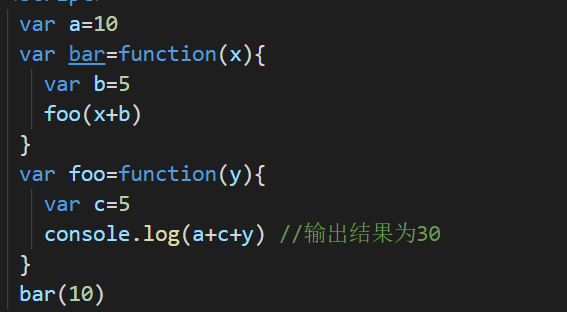 var a=10
var bar=function(x){
var b=5
foo(x+b)
}
var foo=function(y){
var c=5
console.log(a+c+y) //输出结果为30
}
bar(10)